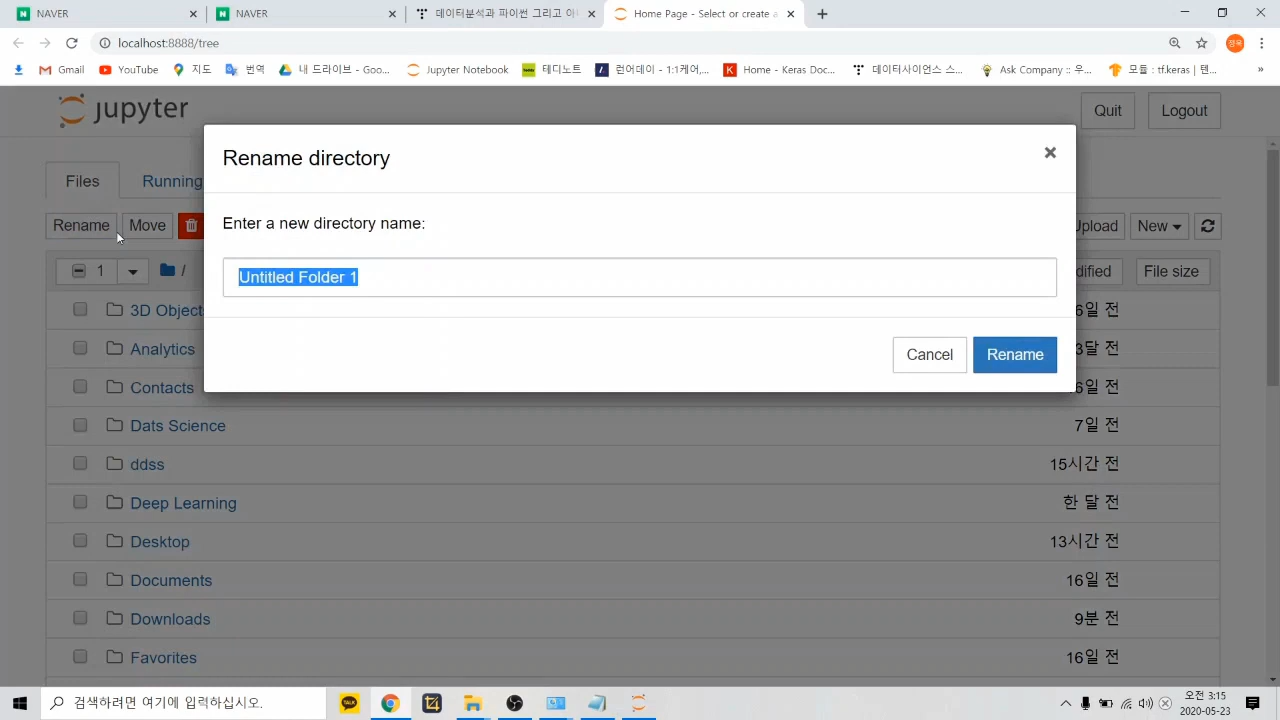 NAVER
NAVER
데이터분석과 파이썬 그리고
Home Page - Select or create a
localhost:8888/tree
Gmail
YouTube
지도
번역
내 드라이브 - Goo...
Jupyter Notebook
테디노트
런어데이 - 1:1케어,...
Home - Keras Doc...
데이터사이언스 스...
Ask Company :: 우...
모듈 : tf.keras | 텐...
정욱
jupyter
Quit
Logout
Files
Running
Rename directory
Enter a new directory name:
Untitled Folder 1
Cancel
Rename
Rename
Move
Upload
New
1
/
dified
File size
3D Object
6일 전
Analytics
3달 전
Contacts
6일 전
Dats Science
7일 전
ddss
15시간 전
Deep Learning
한 달 전
Desktop
13시간 전
Documents
16일 전
Downloads
9분 전
Favorites
16일 전
검색하려면 여기에 입력하십시오.
TALK
오전 3:15
2020-05-23